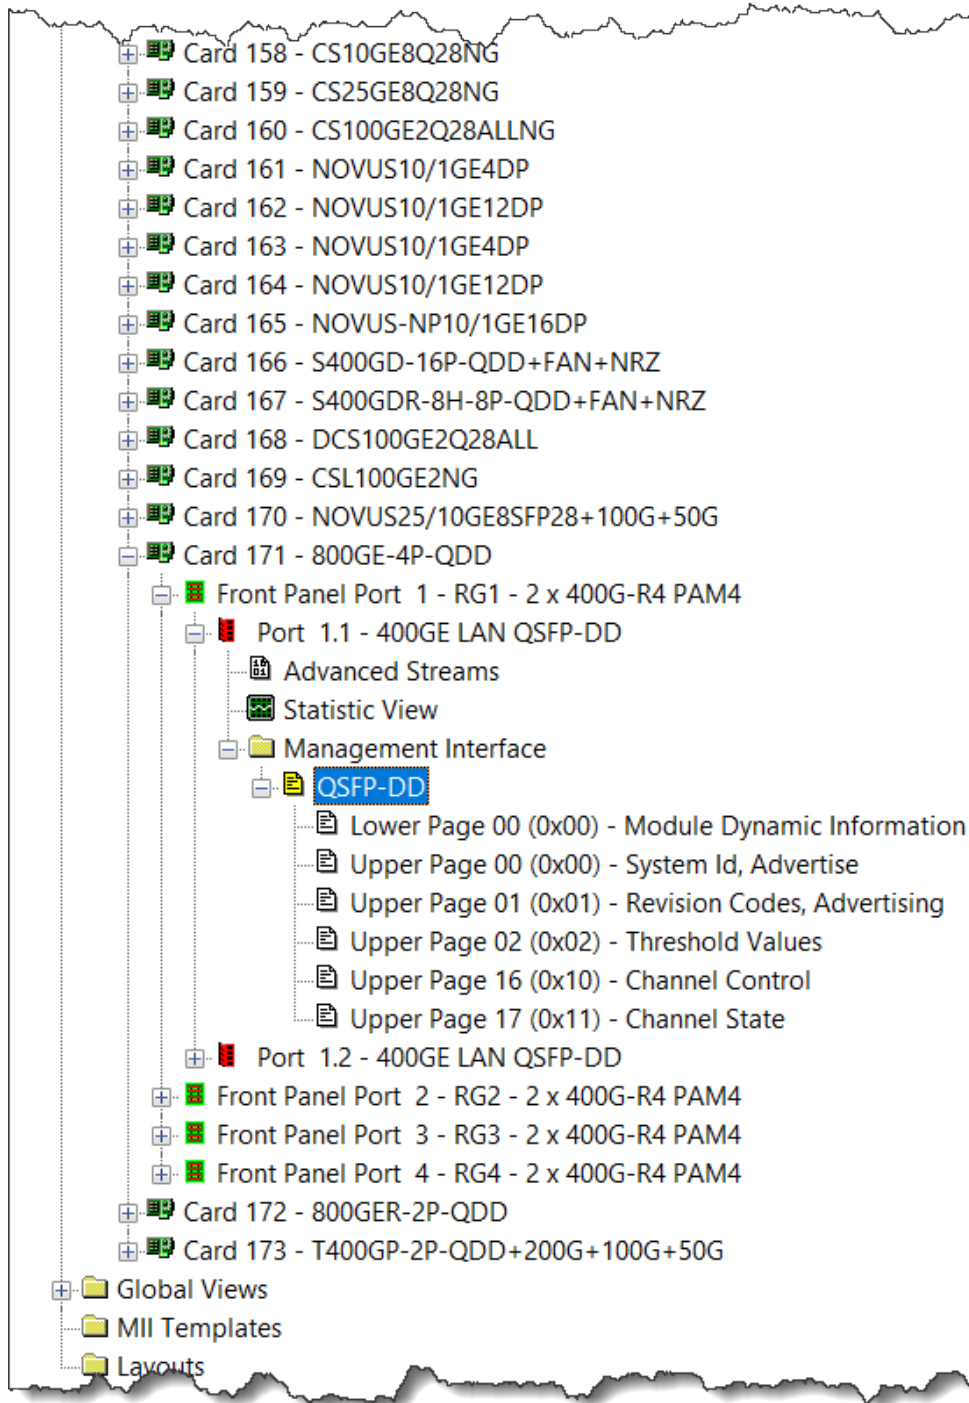 Card 158 - CS10GE8Q28NG
Card 159 - CS25GE8Q28NG
Card 160 - CS100GE2Q28ALLNG
Card 161 - NOVUS10/1GE4DP
Card 162 - NOVUS10/1GE12DP
Card 163 - NOVUS10/1GE4DP
Card 164 - NOVUS10/1GE12DP
Card 165 - NOVUS-NP10/1GE16DP
Card 166 - S400GD-16P-QDD+FAN+NRZ
Card 167 - S400GDR-8H-8P-QDD+FAN+NRZ
Card 168 - DCS100GE2Q28ALL
Card 169 - CSL100GE2NG
Card 170 - NOVUS25/10GE8SFP28+100G+50G
Card 171 - 800GE-4P-QDD
Front Panel Port 1 - RG1 - 2 x 400G-R4 PAM4
Port 1.1 - 400GE LAN QSFP-DD
Advanced Streams
Statistic View
Management Interface
QSFP-DD
Lower Page 00 (0x00) - Module Dynamic Information
Upper Page 00 (0x00) - System Id, Advertise
Upper Page 01 (0x01) - Revision Codes, Advertising
Upper Page 02 (0x02) - Threshold Values
Upper Page 16 (0x10) - Channel Control
Upper Page 17 (0x11) - Channel State
Port 1.2 - 400GE LAN QSFP-DD
Front Panel Port 2 - RG2 - 2 x 400G-R4 PAM4
Front Panel Port 3 - RG3 - 2 x 400G-R4 PAM4
Front Panel Port 4 - RG4 - 2 x 400G-R4 PAM4
Card 172 - 800GER-2P-QDD
Card 173 - T400GP-2P-QDD+200G+100G+50G
Global Views
MII Templates
Layouts